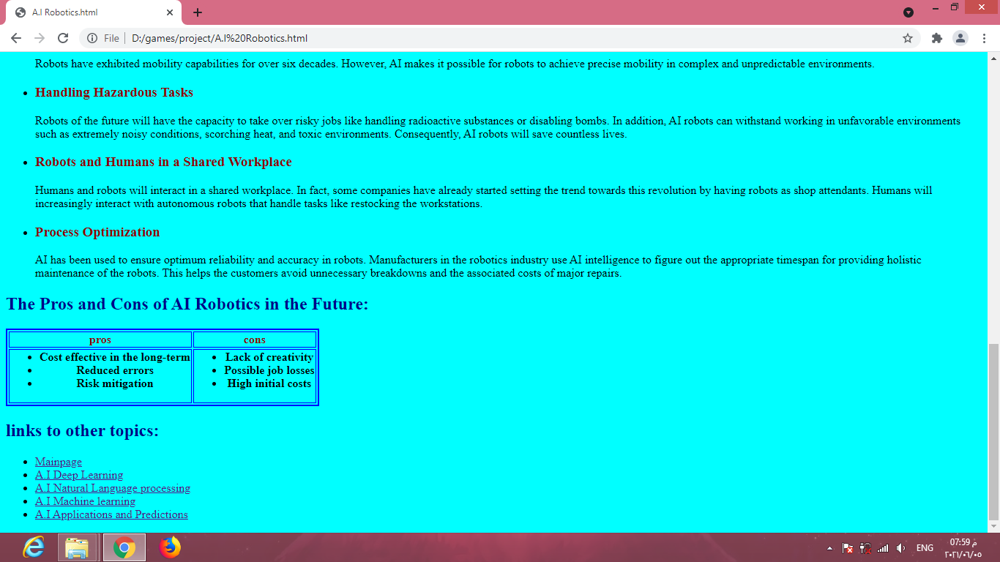 A.I Robotics.html
File
D:/games/project/A.I%20Robotics.html
Robots have exhibited mobility capabilities for over six decades. However, AI makes it possible for robots to achieve precise mobility in complex and unpredictable environments.
Handling Hazardous Tasks
Robots of the future will have the capacity to take over risky jobs like handling radioactive substances or disabling bombs. In addition, AI robots can withstand working in unfavorable environments
such as extremely noisy conditions, scorching heat, and toxic environments. Consequently, AI robots will save countless lives.
Robots and Humans in a Shared Workplace
Humans and robots will interact in a shared workplace. In fact, some companies have already started setting the trend towards this revolution by having robots as shop attendants. Humans will
increasingly interact with autonomous robots that handle tasks like restocking the workstations.
Process Optimization
AI has been used to ensure optimum reliability and accuracy in robots. Manufacturers in the robotics industry use AI intelligence to figure out the appropriate timespan for providing holistic
maintenance of the robots. This helps the customers avoid unnecessary breakdowns and the associated costs of major repairs.
The Pros and Cons of AI Robotics in the Future:
pros cons
Cost effective in the long-term Lack of creativity
Reduced errors Possible job losses
Risk mitigation High initial costs
links to other topics:
Mainpage
A.I Deep Learning
A.I Natural Language processing
A.I Machine learning
A.I Applications and Predictions
ENG
07:59 م
٢٠٢١/٠٦/٠٥